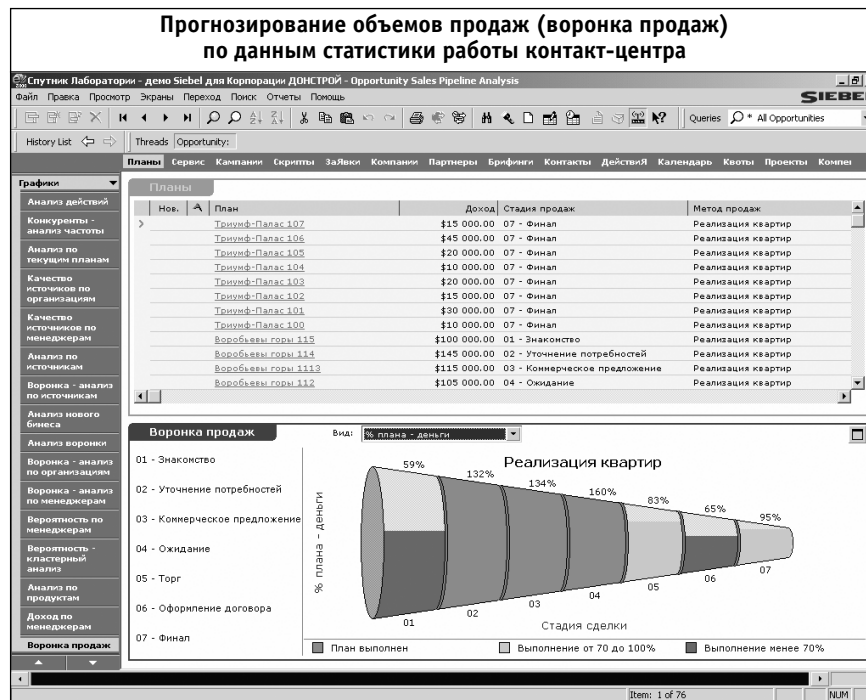 Прогнозирование объемов продаж (воронка продаж)
по данным статистики работы контакт-центра
Спутник Лаборатории - демо Siebel для Корпорации ДОНСТРОЙ - Opportunity Sales Pipeline Analysis
Файл Правка Просмотр Экраны Переход Поиск Отчеты Помощь
SIEBE
Queries * All Opportunities
History List Threads Opportunity:
Планы Сервис Кампании Скрипты ЗаЯвки Компании Партнеры Брифинги Контакты ДействиЯ Календарь Квоты Проекты Компе
Графики
Анализ действий
Конкуренты -
анализ частоты
Анализ по
текущим планам
Качество
источиков по
организациям
Качество
источников по
менеджерам
Анализ по
источникам
Воронка - анализ
по источникам
Анализ нового
бинеса
Анализ воронки
Воронка - анализ
по организациям
Воронка - анализ
по менеджерам
Вероятность по
менеджерам
Вероятность -
кластерный
анализ
Анализ по
продуктам
Доход по
менеджерам
Воронка продаж
Планы
Нов. План Доход Стадия продаж Метод продаж
Триумф-Палас 107 $15 000.00 07 - Финал Реализация квартир
Триумф-Палас 106 $45 000.00 07 - Финал Реализация квартир
Триумф-Палас 105 $20 000.00 07 - Финал Реализация квартир
Триумф-Палас 104 $10 000.00 07 - Финал Реализация квартир
Триумф-Палас 103 $20 000.00 07 - Финал Реализация квартир
Триумф-Палас 102 $15 000.00 07 - Финал Реализация квартир
Триумф-Палас 101 $30 000.00 07 - Финал Реализация квартир
Триумф-Палас 100 $10 000.00 07 - Финал Реализация квартир
Воробьевы горы 115 $100 000.00 01 - Знакомство Реализация квартир
Воробьевы горы 114 $145 000.00 02 - Уточнение потребностей Реализация квартир
Воробьевы горы 1113 $115 000.00 03 - Коммерческое предложение Реализация квартир
Воробьевы горы 112 $105 000.00 04 - Ожидание Реализация квартир
Воронка продаж
Вид: % плана - деньги
01 - Знакомство
02 - Уточнение потребностей
03 - Коммерческое предложение
04 - Ожидание
05 - Торг
06 - Оформление договора
07 - Финал
Реализация квартир
% плана - деньги
59% 132% 134% 160% 83% 65% 95%
01 02 03 04 05 06 07
Стадия сделки
План выполнен Выполнение от 70 до 100% Выполнение менее 70%
Item: 1 of 76 NUM